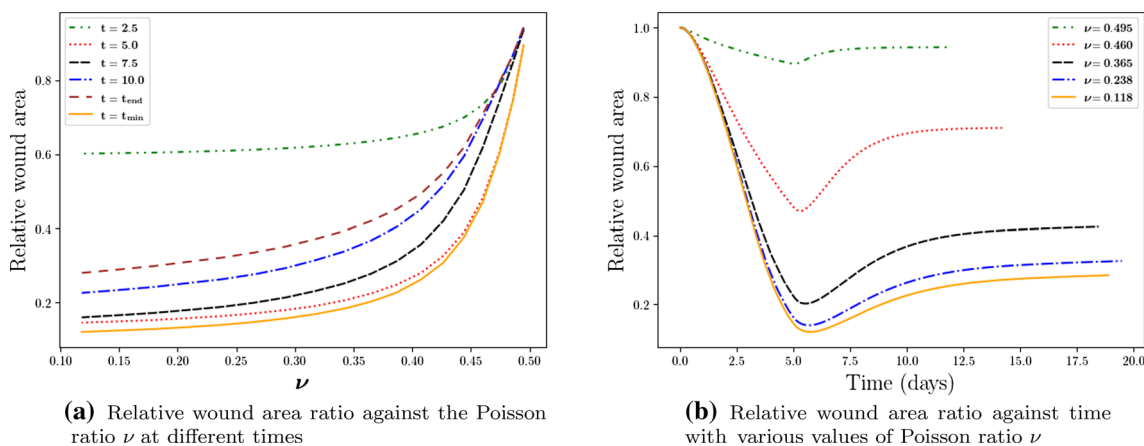 t = 2.5
t = 5.0
t = 7.5
t = 10.0
t = t_end
t = t_min
Relative wound area
0.8
0.6
0.4
0.2
0.10 0.15 0.20 0.25 0.30 0.35 0.40 0.45 0.50
ν
(a) Relative wound area ratio against the Poisson
ratio ν at different times
ν = 0.495
ν = 0.460
ν = 0.365
ν = 0.238
ν = 0.118
Relative wound area
1.0
0.8
0.6
0.4
0.2
0.0 2.5 5.0 7.5 10.0 12.5 15.0 17.5 20.0
Time (days)
(b) Relative wound area ratio against time
with various values of Poisson ratio ν